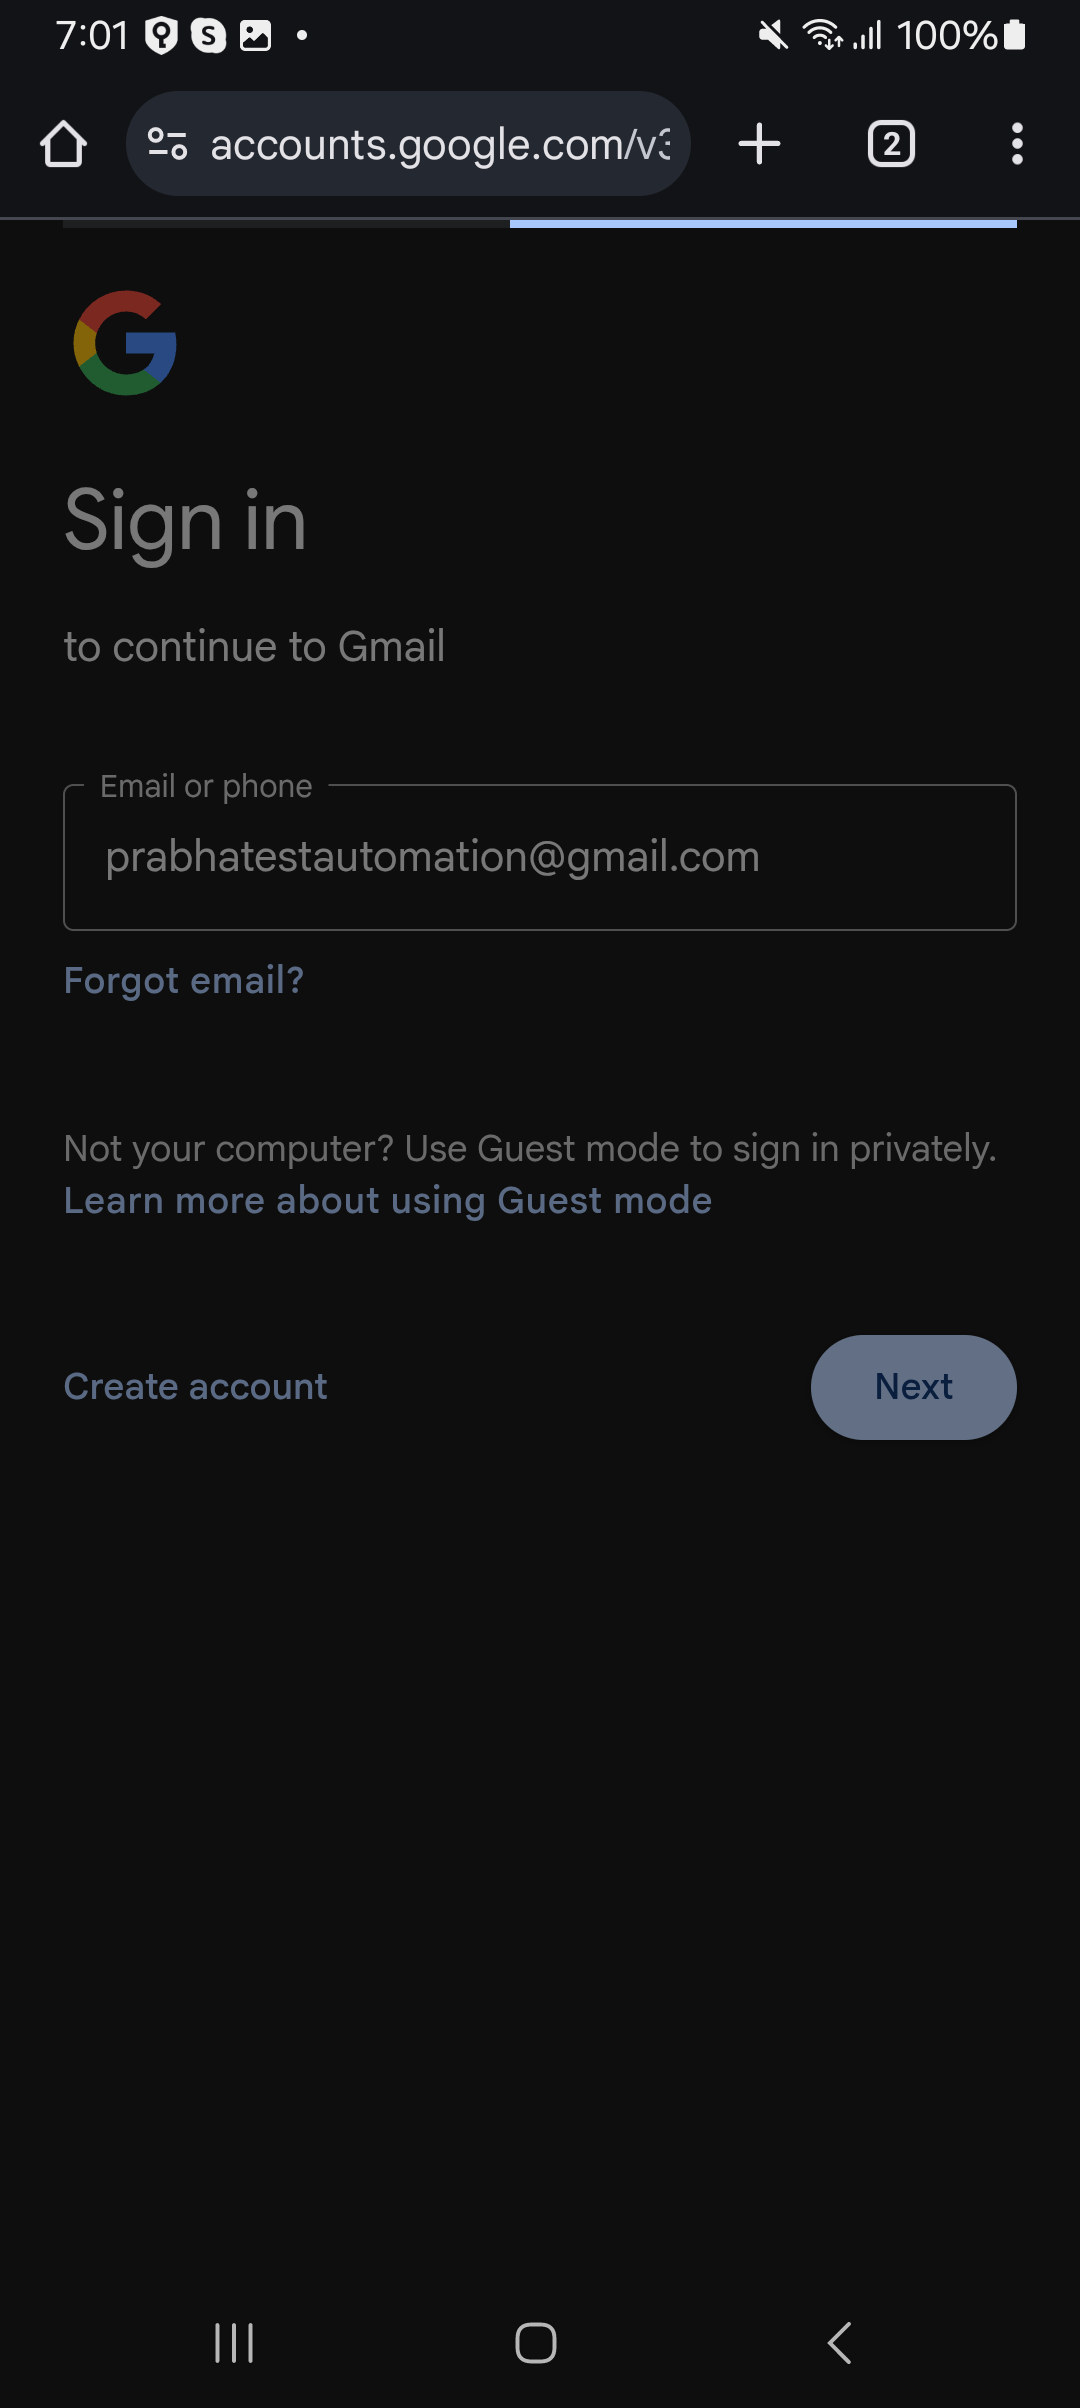 7:01
100%
accounts.google.com/v3
2
Sign in
to continue to Gmail
Email or phone
prabhatestautomation@gmail.com
Forgot email?
Not your computer? Use Guest mode to sign in privately.
Learn more about using Guest mode
Create account
Next